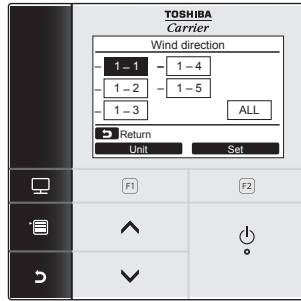 TOSHIBA
Carrier
Wind direction
1 – 1
1 – 4
1 – 2
1 – 5
1 – 3
ALL
Return
Unit
Set
F1
F2